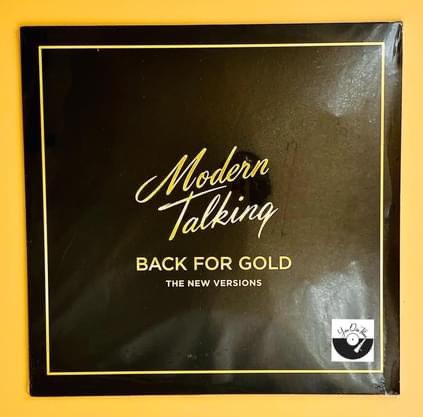 Modern
Talking
BACK FOR GOLD
THE NEW VERSIONS